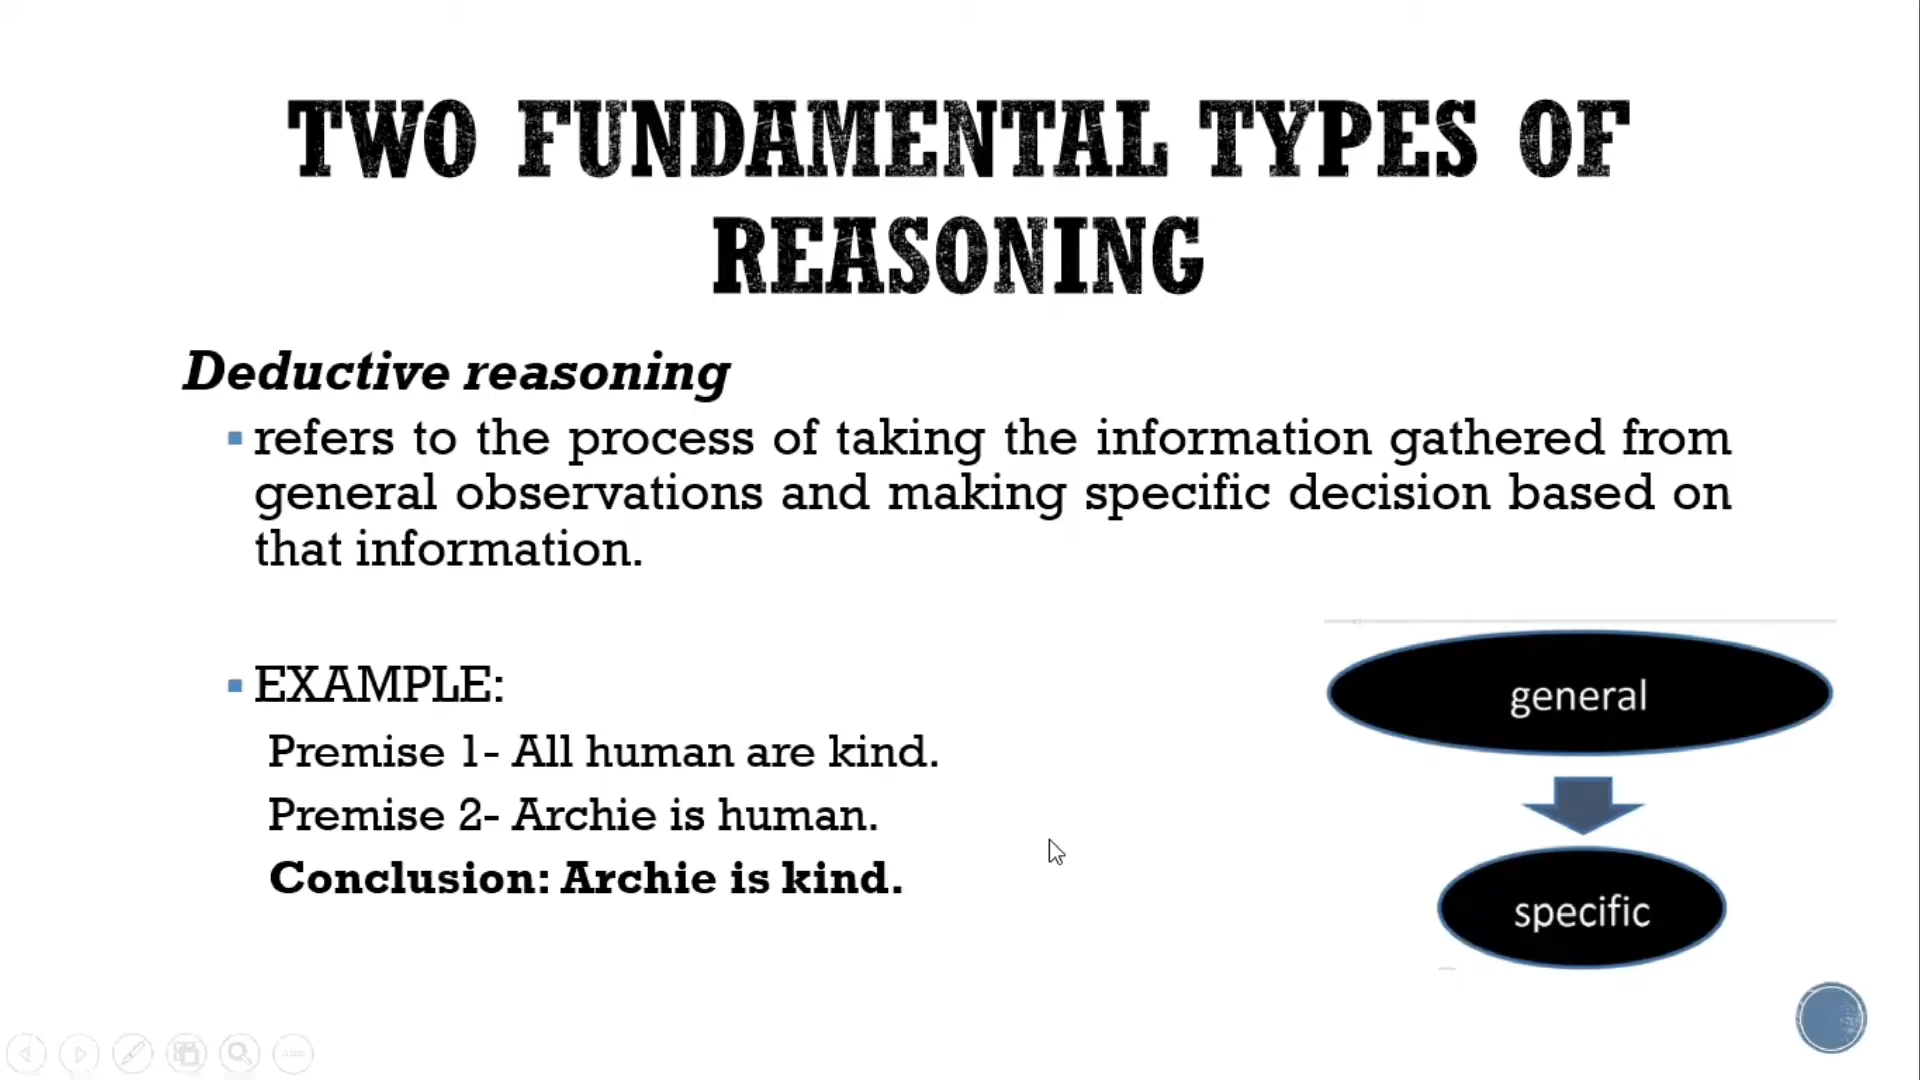 TWO FUNDAMENTAL TYPES OF
REASONING
Deductive reasoning
▪ refers to the process of taking the information gathered from
general observations and making specific decision based on
that information.
▪ EXAMPLE:
Premise 1- All human are kind.
Premise 2- Archie is human.
Conclusion: Archie is kind.
general
specific